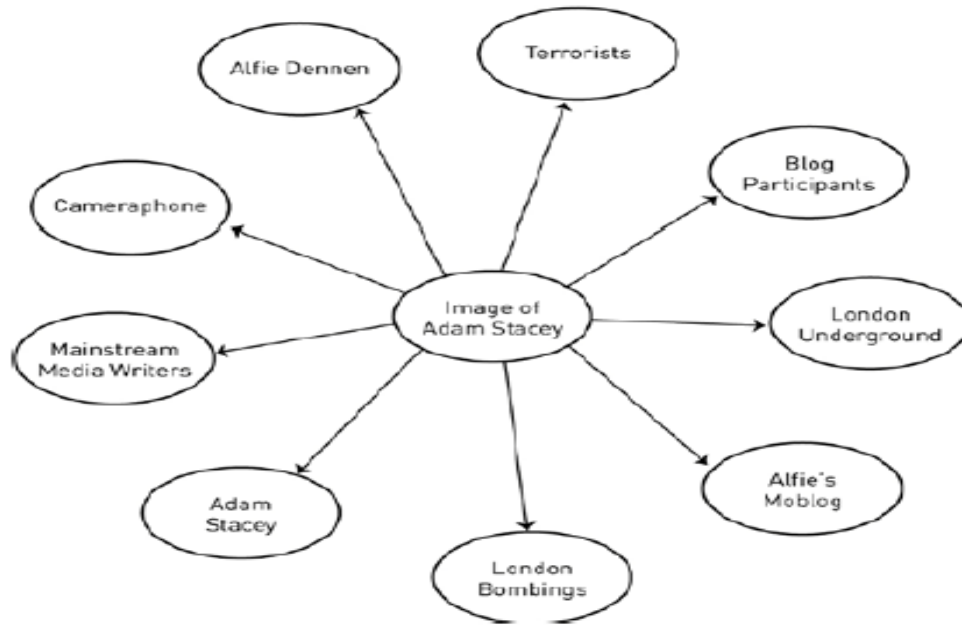 Alfie Dennen
Terrorists
Blog
Participants
Cameraphone
Image of
Adam Stacey
London
Underground
Mainstream
Media Writers
Adam
Stacey
Alfie's
Moblog
London
Bombings